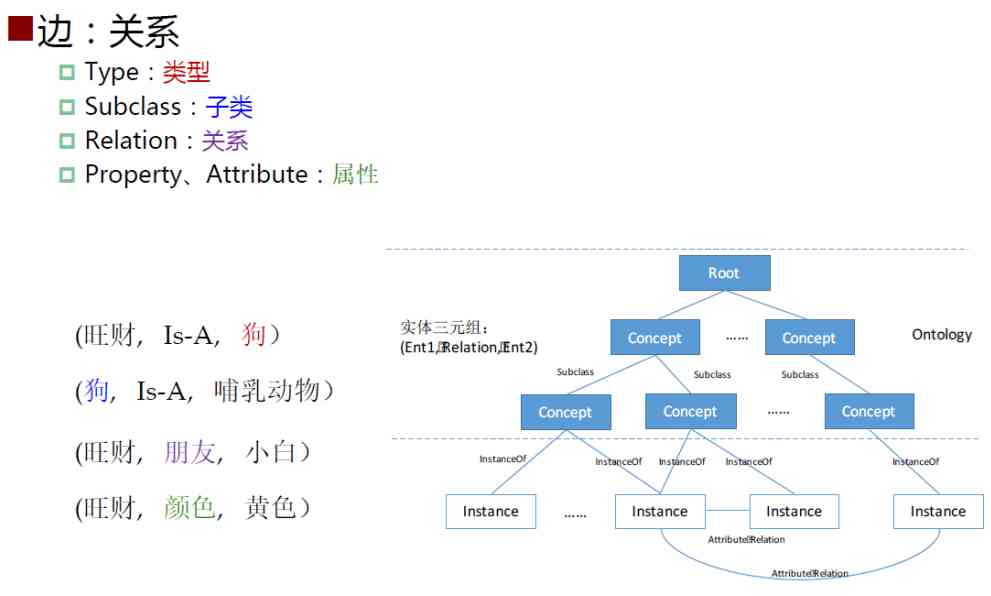 边：关系
Type：类型
Subclass：子类
Relation：关系
Property、Attribute：属性
(旺财, Is-A, 狗)
(狗, Is-A, 哺乳动物)
(旺财, 朋友, 小白)
(旺财, 颜色, 黄色)
Root
实体三元组：
(Ent1, Relation, Ent2)
Concept …… Concept
Ontology
Subclass Subclass Subclass
Concept Concept …… Concept
InstanceOf InstanceOf InstanceOf InstanceOf InstanceOf
Instance …… Instance Instance Instance
Attribute Relation
Attribute Relation